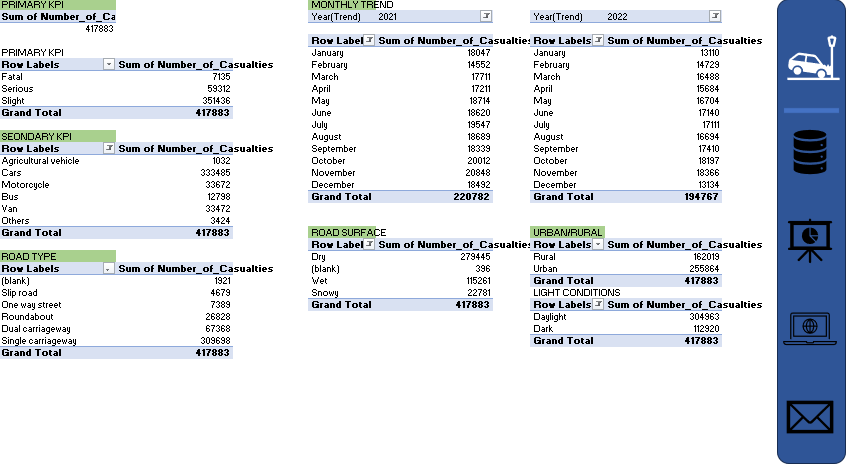 PRIMARY KPI
Sum of Number_of_Ca
417883
PRIMARY KPI
Row Labels Sum of Number_of_Casualties
Fatal 7135
Serious 59312
Slight 351436
Grand Total 417883
SEONDARY KPI
Row Labels Sum of Number_of_Casualties
Agricultural vehicle 1032
Cars 333485
Motorcycle 33672
Bus 12798
Van 33472
Others 3424
Grand Total 417883
ROAD TYPE
Row Labels Sum of Number_of_Casualties
(blank) 1921
Slip road 4679
One way street 7389
Roundabout 26828
Dual carriageway 67368
Single carriageway 309698
Grand Total 417883
MONTHLY TREND
Year(Trend) 2021
Row Label Sum of Number_of_Casualties
January 18047
February 14552
March 17711
April 17211
May 18714
June 18620
July 19547
August 18689
September 18339
October 20012
November 20848
December 18492
Grand Total 220782
Year(Trend) 2022
Row Labels Sum of Number_of_Casualties
January 13110
February 14729
March 16488
April 15684
May 16704
June 17140
July 17111
August 16694
September 17410
October 18197
November 18366
December 13134
Grand Total 194767
ROAD SURFACE
Row Label Sum of Number_of_Casualties
Dry 279445
(blank) 396
Wet 115261
Snowy 22781
Grand Total 417883
URBAN/RURAL
Row Labels Sum of Number_of_Casualties
Rural 162019
Urban 255864
Grand Total 417883
LIGHT CONDITIONS
Row Labels Sum of Number_of_Casualties
Daylight 304963
Dark 112920
Grand Total 417883